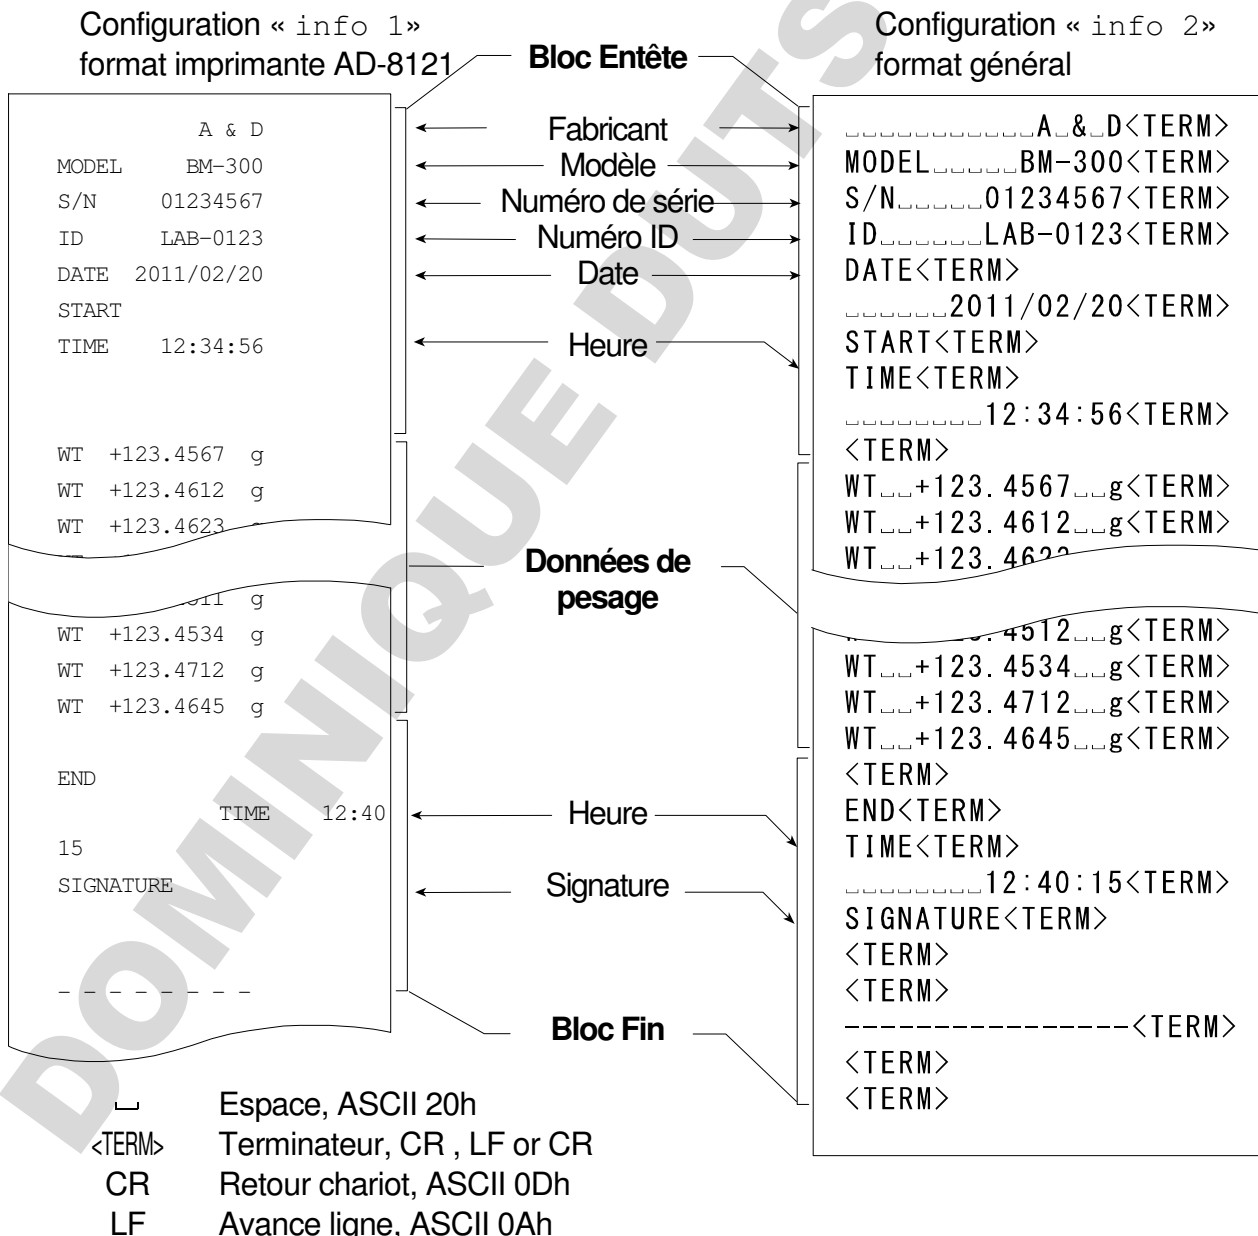 Configuration « info 1»
format imprimante AD-8121
A & D
MODEL BM-300
S/N 01234567
ID LAB-0123
DATE 2011/02/20
START
TIME 12:34:56
WT +123.4567 g
WT +123.4612 g
WT +123.4623
g
WT +123.4534 g
WT +123.4712 g
WT +123.4645 g
END
TIME 12:40
15
SIGNATURE
- - - - - - - -
Bloc Entête
Fabricant
Modèle
Numéro de série
Numéro ID
Date
Heure
Données de
pesage
Heure
Signature
Bloc Fin
Configuration « info 2»
format général
␣␣␣␣␣␣␣␣␣␣␣A␣&␣D<TERM>
MODEL␣␣␣␣␣BM-300<TERM>
S/N␣␣␣␣␣01234567<TERM>
ID␣␣␣␣␣␣LAB-0123<TERM>
DATE<TERM>
␣␣␣␣␣␣2011/02/20<TERM>
START<TERM>
TIME<TERM>
␣␣␣␣␣␣␣␣12:34:56<TERM>
<TERM>
WT␣␣+123.4567␣␣g<TERM>
WT␣␣+123.4612␣␣g<TERM>
WT␣␣+123.4623
.4512␣␣g<TERM>
WT␣␣+123.4534␣␣g<TERM>
WT␣␣+123.4712␣␣g<TERM>
WT␣␣+123.4645␣␣g<TERM>
<TERM>
END<TERM>
TIME<TERM>
␣␣␣␣␣␣␣␣12:40:15<TERM>
SIGNATURE<TERM>
<TERM>
<TERM>
----------------<TERM>
<TERM>
<TERM>
␣ Espace, ASCII 20h
<TERM> Terminateur, CR , LF or CR
CR Retour chariot, ASCII 0Dh
LF Avance ligne, ASCII 0Ah
DOMINIQUE DUTS